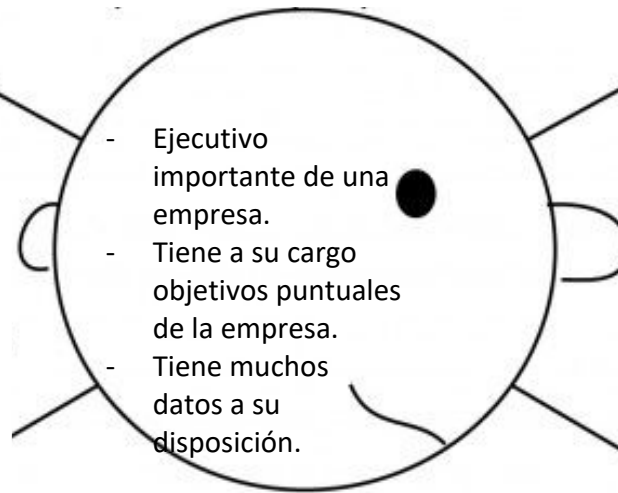 - Ejecutivo
importante de una
empresa.
- Tiene a su cargo
objetivos puntuales
de la empresa.
- Tiene muchos
datos a su
disposición.